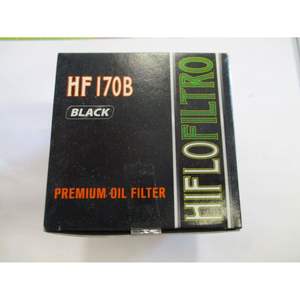 HF170B
BLACK
PREMIUM OIL FILTER
HIFLOFILTRO